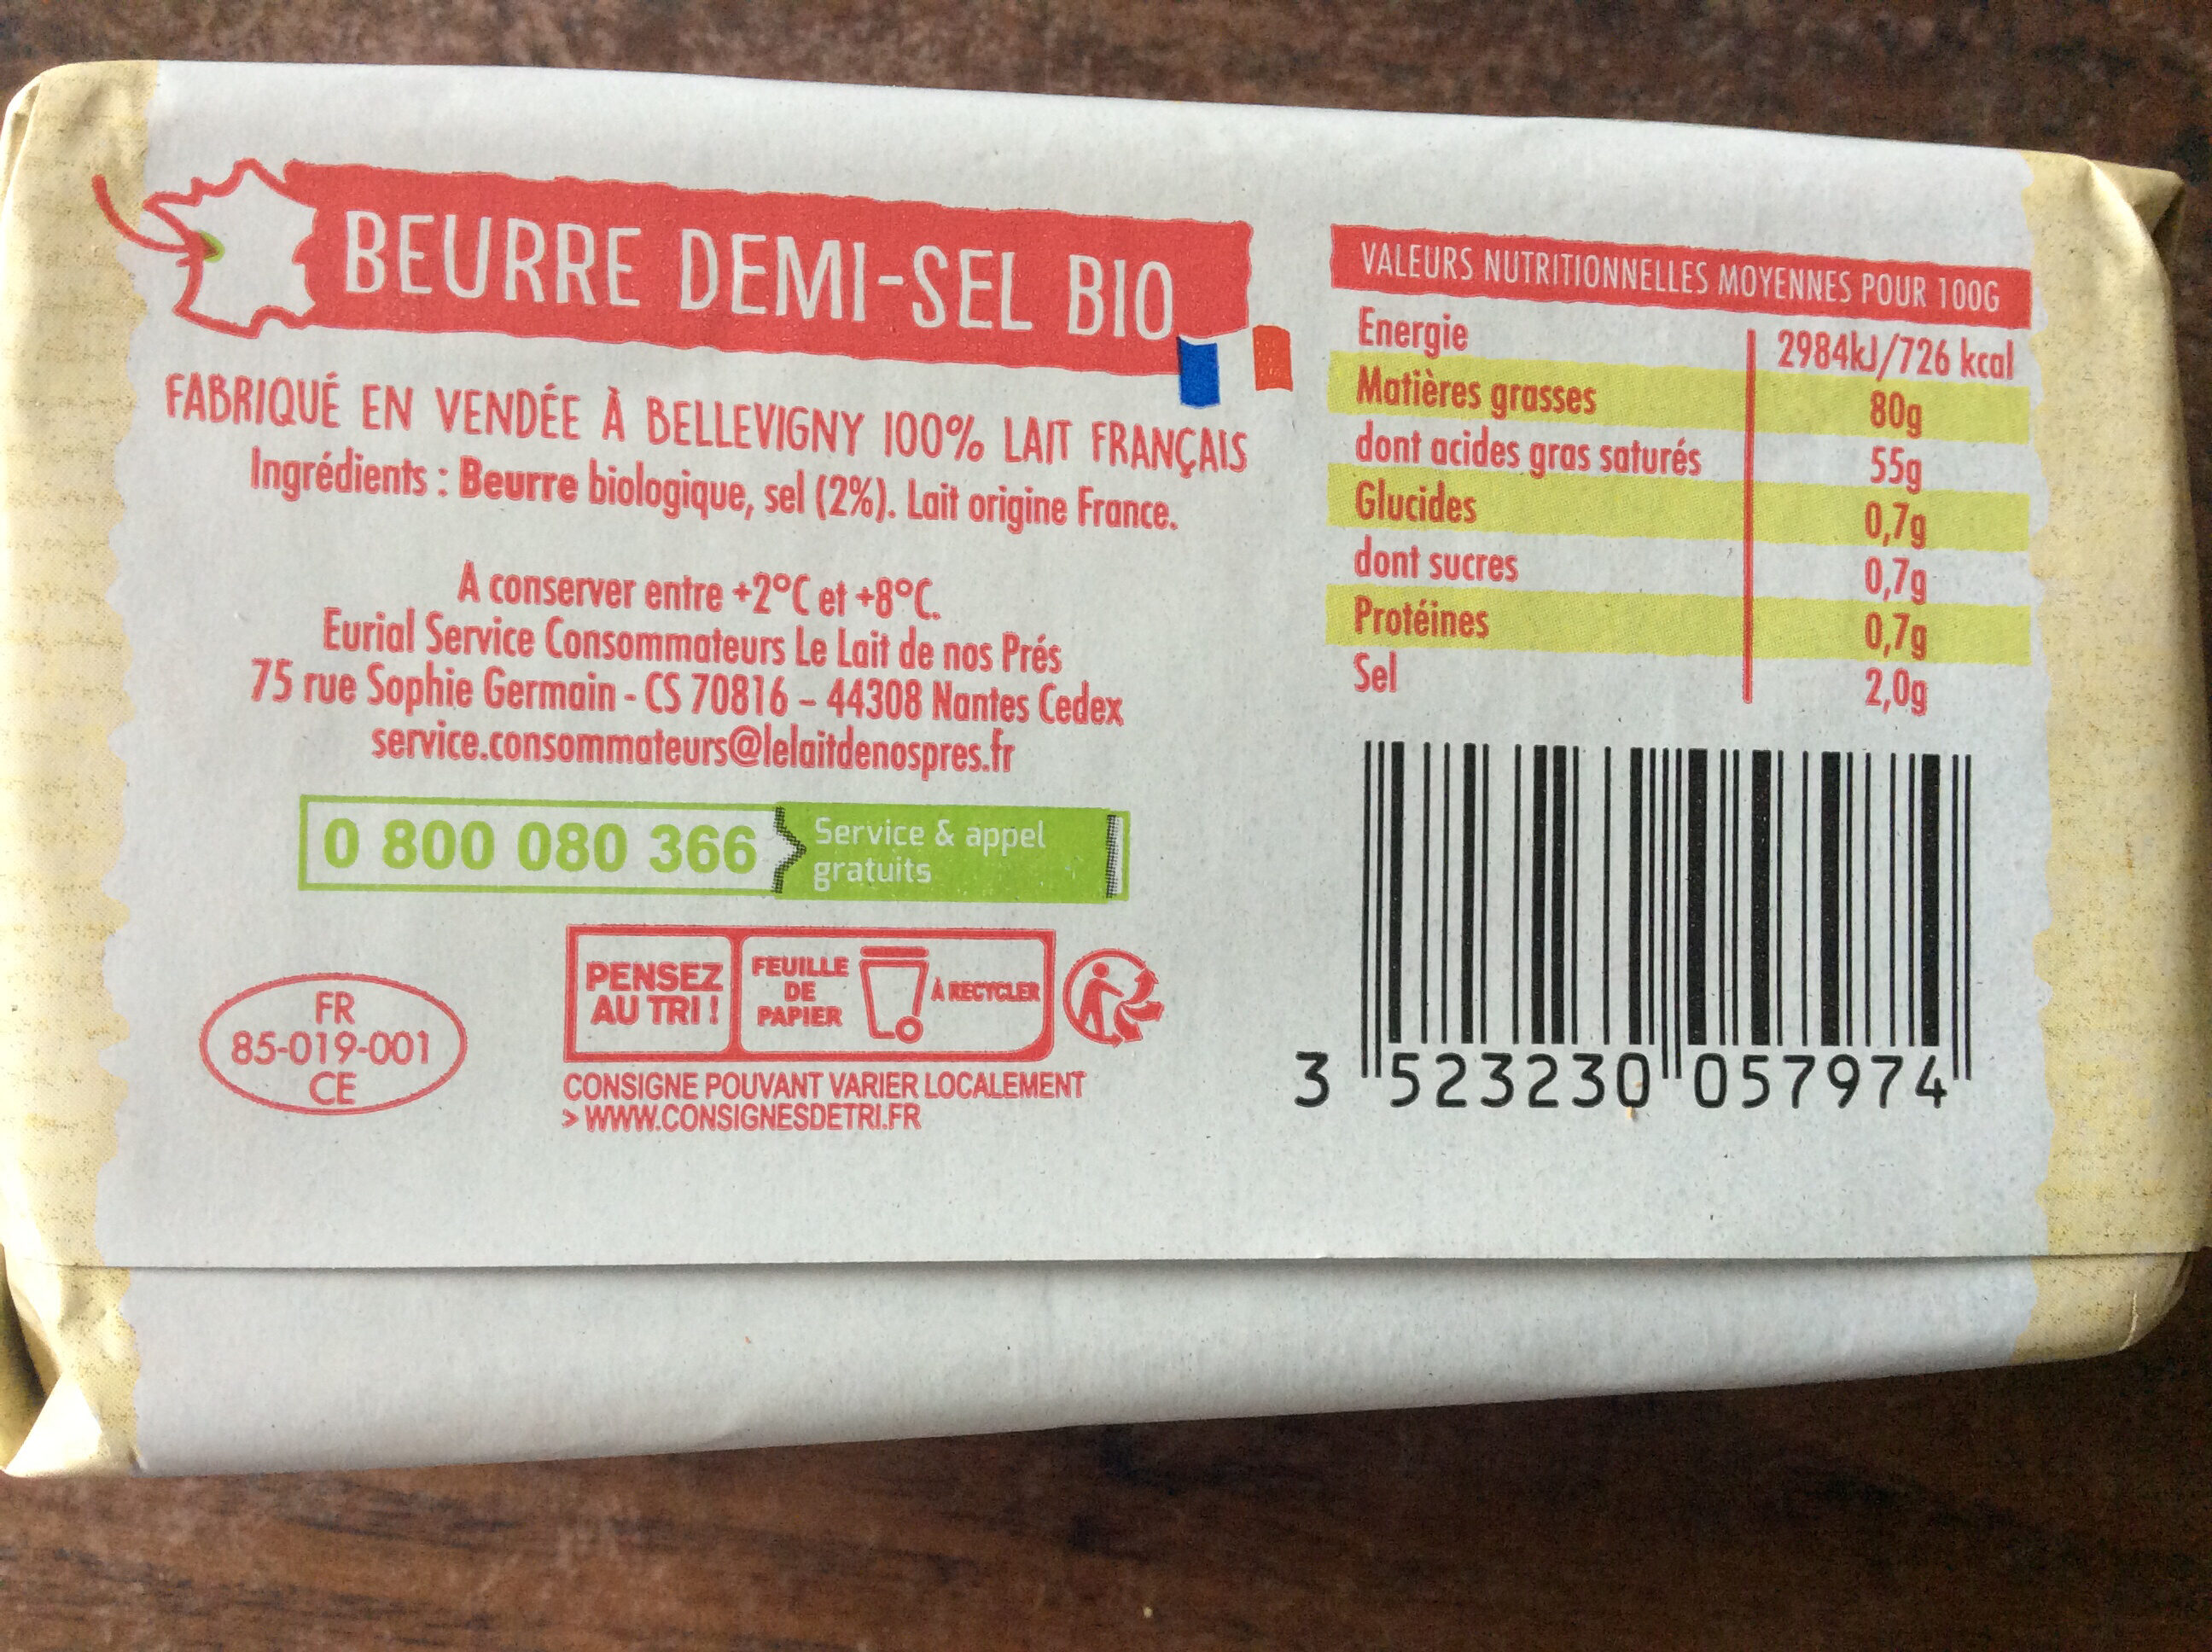 BEURRE DEMI-SEL BIO
FABRIQUÉ EN VENDÉE À BELLEVIGNY 100% LAIT FRANÇAIS
Ingrédients : Beurre biologique, sel (2%). Lait origine France.
A conserver entre +2°C et +8°C.
Eurial Service Consommateurs Le Lait de nos Prés
75 rue Sophie Germain - CS 70816 – 44308 Nantes Cedex
service.consommateurs@lelaitdenospres.fr
0 800 080 366
Service & appel
gratuits
FR
85-019-001
CE
PENSEZ
AU TRI !
FEUILLE
DE
PAPIER
À RECYCLER
CONSIGNE POUVANT VARIER LOCALEMENT
> WWW.CONSIGNESDETRI.FR
VALEURS NUTRITIONNELLES MOYENNES POUR 100G
Energie 2984kJ/726 kcal
Matières grasses 80g
dont acides gras saturés 55g
Glucides 0,7g
dont sucres 0,7g
Protéines 0,7g
Sel 2,0g
3 523230 057974